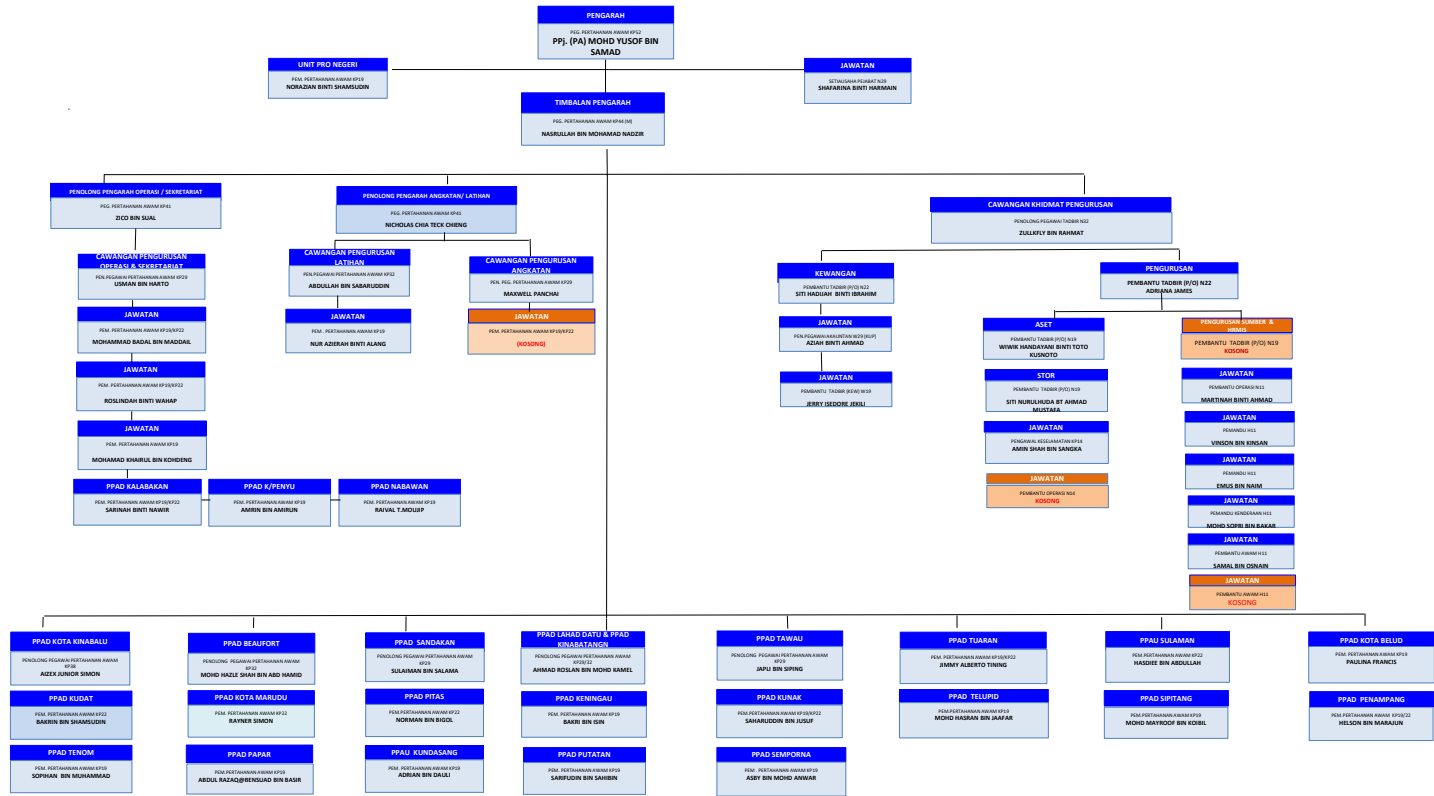 PENGARAH
PEG. PERTAHANAN AWAM KP52
PPj. (PA) MOHD YUSOF BIN
SAMAD
UNIT PRO NEGERI
PEM. PERTAHANAN AWAM KP19
NORAZIAN BINTI SHAMSUDIN
JAWATAN
SETIAUSAHA PEJABAT N29
SHAFARINA BINTI HARMAIN
TIMBALAN PENGARAH
PEG. PERTAHANAN AWAM KP44 (M)
NASRULLAH BIN MOHAMAD NADZIR
PENOLONG PENGARAH OPERASI / SEKRETARIAT
PEG. PERTAHANAN AWAM KP41
ZICO BIN SUAL
PENOLONG PENGARAH ANGKATAN/ LATIHAN
PEG. PERTAHANAN AWAM KP41
NICHOLAS CHIA TECK CHIENG
CAWANGAN KHIDMAT PENGURUSAN
PENOLONG PEGAWAI TADBIR N32
ZULLKFLY BIN RAHMAT
CAWANGAN PENGURUSAN
OPERASI & SEKRETARIAT
PEN.PEGAWAI PERTAHANAN AWAM KP29
USMAN BIN HARTO
JAWATAN
PEM. PERTAHANAN AWAM KP19/KP22
MOHAMMAD BADAL BIN MADDAIL
JAWATAN
PEM. PERTAHANAN AWAM KP19/KP22
ROSLINDAH BINTI WAHAP
JAWATAN
PEM. PERTAHANAN AWAM KP19
MOHAMAD KHAIRUL BIN KOHDENG
PPAD KALABAKAN
PEM. PERTAHANAN AWAM KP19/KP22
SARINAH BINTI NAWIR
PPAD K/PENYU
PEM. PERTAHANAN AWAM KP19
AMRIN BIN AMIRUN
PPAD NABAWAN
PEM. PERTAHANAN AWAM KP19
RAIVAL T.MOUJIP
CAWANGAN PENGURUSAN
LATIHAN
PEN.PEGAWAI PERTAHANAN AWAM KP32
ABDULLAH BIN SABARUDDIN
JAWATAN
PEM . PERTAHANAN AWAM KP19
NUR AZIERAH BINTI ALANG
CAWANGAN PENGURUSAN
ANGKATAN
PEN. PEG. PERTAHANAN AWAM KP29
MAXWELL PANCHAI
JAWATAN
PEM. PERTAHANAN AWAM KP19/KP22
(KOSONG)
KEWANGAN
PEMBANTU TADBIR (P/O) N22
SITI HADIJAH BINTI IBRAHIM
JAWATAN
PEN.PEGAWAI AKAUNTAN W29 (KUP)
AZIAH BINTI AHMAD
JAWATAN
PEMBANTU TADBIR (KEW) W19
JERRY ISEDORE JEKILI
PENGURUSAN
PEMBANTU TADBIR (P/O) N22
ADRIANA JAMES
ASET
PEMBANTU TADBIR (P/O) N19
WIWIK HANDAYANI BINTI TOTO
KUSNOTO
STOR
PEMBANTU TADBIR (P/O) N19
SITI NURULHUDA BT AHMAD
MUSTAFA
JAWATAN
PENGAWAL KESELAMATAN KP14
AMIN SHAH BIN SANGKA
JAWATAN
PEMBANTU OPERASI N14
KOSONG
PENGURUSAN SUMBER & 
HRMIS
PEMBANTU TADBIR (P/O) N19
KOSONG
JAWATAN
PEMBANTU OPERASI N11
MARTINAH BINTI AHMAD
JAWATAN
PEMANDU H11
VINSON BIN KINSAN
JAWATAN
PEMANDU H11
EMUS BIN NAIM
JAWATAN
PEMANDU KENDERAAN H11
MOHD SOPRI BIN BAKAR
JAWATAN
PEMBANTU AWAM H11
SAMAL BIN OSNAIN
JAWATAN
PEMBANTU AWAM H11
KOSONG
PPAD KOTA KINABALU
PENOLONG PEGAWAI PERTAHANAN AWAM
KP38
AIZEX JUNIOR SIMON
PPAD BEAUFORT
PENOLONG PEGAWAI PERTAHANAN AWAM
KP32
MOHD HAZLE SHAH BIN ABD HAMID
PPAD SANDAKAN
PENOLONG PEGAWAI PERTAHANAN AWAM
KP29
SULAIMAN BIN SALAMA
PPAD LAHAD DATU & PPAD
KINABATANGN
PENOLONG PEGAWAI PERTAHANAN AWAM
KP29/32
AHMAD ROSLAN BIN MOHD KAMEL
PPAD TAWAU
PENOLONG PEGAWAI PERTAHANAN AWAM
KP29
JAPLI BIN SIPING
PPAD TUARAN
PEM. PERTAHANAN AWAM KP19/KP22
JIMMY ALBERTO TINING
PPAU SULAMAN
PEM. PERTAHANAN AWAM KP22
HASDIEE BIN ABDULLAH
PPAD KOTA BELUD
PEM. PERTAHANAN AWAM KP19
PAULINA FRANCIS
PPAD KUDAT
PEM. PERTAHANAN AWAM KP22
BAKRIN BIN SHAMSUDIN
PPAD KOTA MARUDU
PEM. PERTAHANAN AWAM KP22
RAYNER SIMON
PPAD PITAS
PEM.PERTAHANAN AWAM KP22
NORMAN BIN BIGOL
PPAD KENINGAU
PEM.PERTAHANAN AWAM KP19
BAKRI BIN ISIN
PPAD KUNAK
PEM. PERTAHANAN AWAM KP19/KP22
SAHARUDDIN BIN JUSUF
PPAD TELUPID
PEM.PERTAHANAN AWAM KP19
MOHD HASRAN BIN JAAFAR
PPAD SIPITANG
PEM.PERTAHANAN AWAM KP19
MOHD MAYROOF BIN KOIBIL
PPAD PENAMPANG
PEM.PERTAHANAN AWAM KP19/22
HELSON BIN MARAJUN
PPAD TENOM
PEM.PERTAHANAN AWAM KP19
SOPIHAN BIN MUHAMMAD
PPAD PAPAR
PEM.PERTAHANAN AWAM KP19
ABDUL RAZAQ@BENSUAD BIN BASIR
PPAU KUNDASANG
PEM.PERTAHANAN AWAM KP19
ADRIAN BIN DAULI
PPAD PUTATAN
PEM.PERTAHANAN AWAM KP19
SARIFUDIN BIN SAHIBIN
PPAD SEMPORNA
PEM . PERTAHANAN AWAM KP19
ASBY BIN MOHD ANWAR